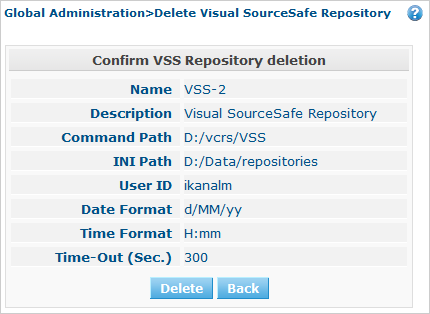 Global Administration>Delete Visual SourceSafe Repository ?
Confirm VSS Repository deletion
Name VSS-2
Description Visual SourceSafe Repository
Command Path D:/vcrs/VSS
INI Path D:/Data/repositories
User ID ikanalm
Date Format d/MM/yy
Time Format H:mm
Time-Out (Sec.) 300
Delete Back